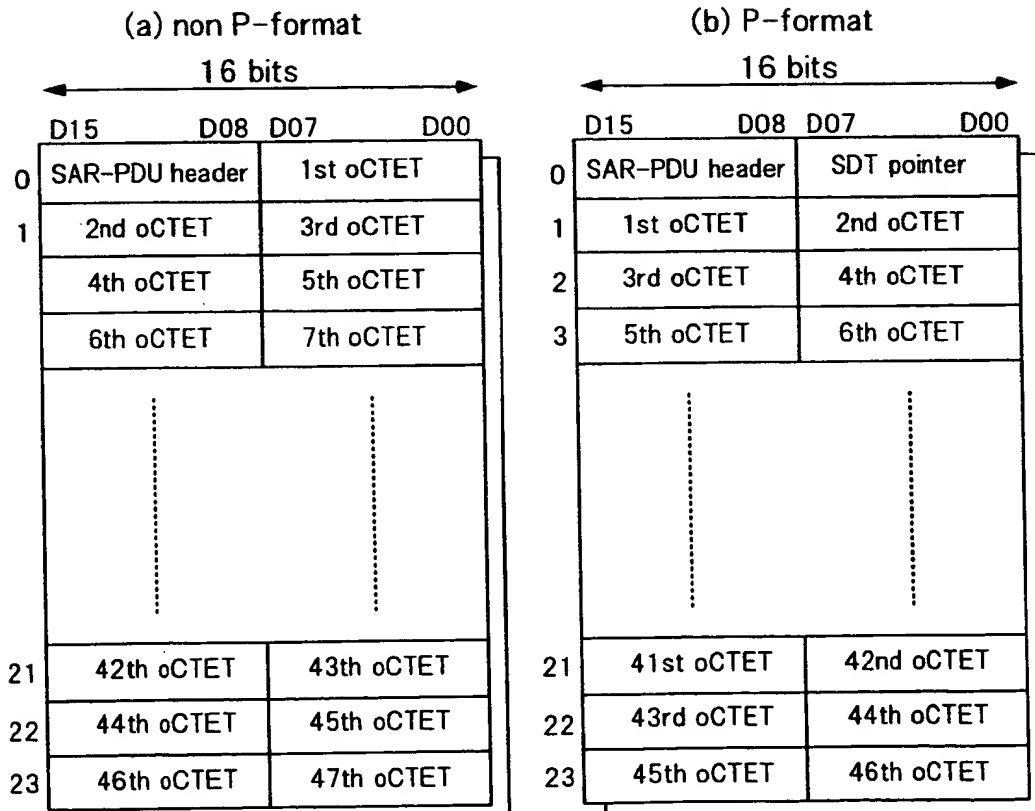 (a) non P-format
16 bits
D15 D08 D07 D00
0 SAR-PDU header 1st oCTET
1 2nd oCTET 3rd oCTET
4th oCTET 5th oCTET
6th oCTET 7th oCTET
21 42th oCTET 43th oCTET
22 44th oCTET 45th oCTET
23 46th oCTET 47th oCTET
(b) P-format
16 bits
D15 D08 D07 D00
0 SAR-PDU header SDT pointer
1 1st oCTET 2nd oCTET
2 3rd oCTET 4th oCTET
3 5th oCTET 6th oCTET
21 41st oCTET 42nd oCTET
22 43rd oCTET 44th oCTET
23 45th oCTET 46th oCTET